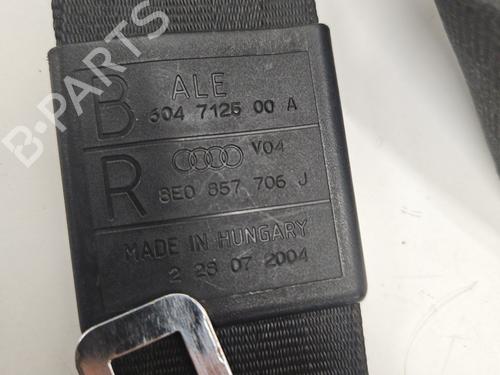 B ALE
604 7125 00 A
R V04
8E0 857 706 J
MADE IN HUNGARY
2 28 07 2004
B-PARTS